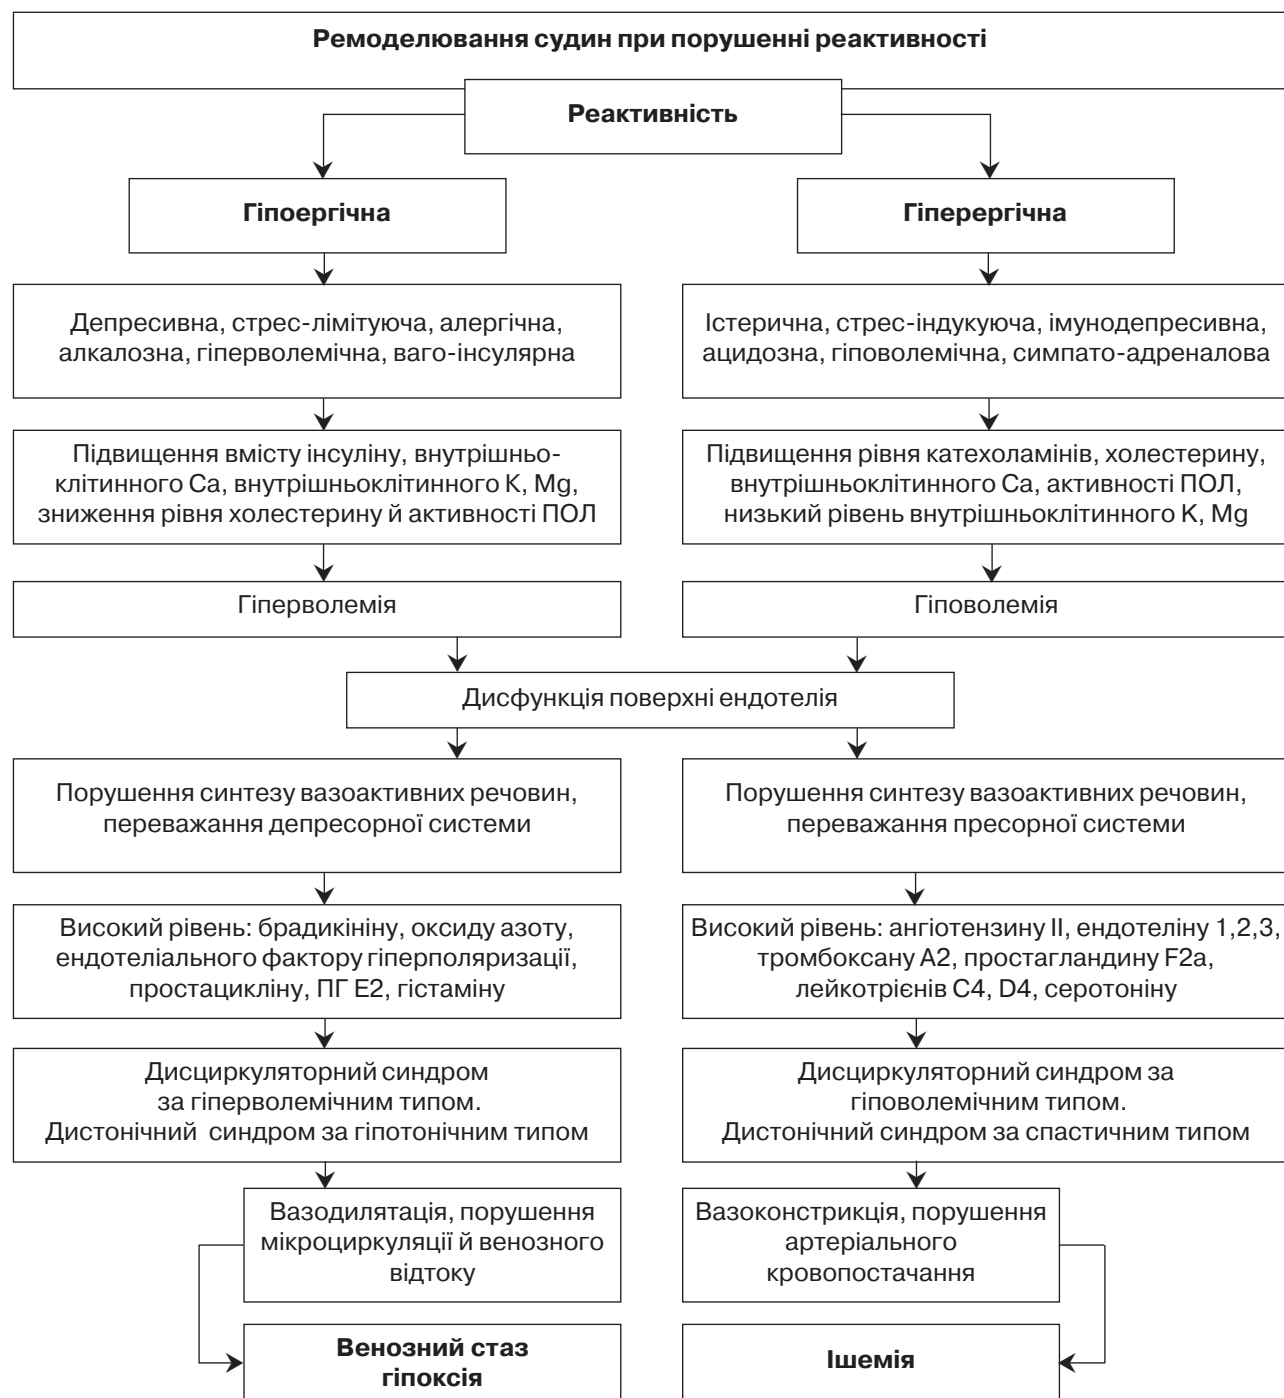 Ремоделювання судин при порушенні реактивності
Реактивність
Гіпоергічна
Гіперергічна
Депресивна, стрес-лімітуюча, алергічна,
алкалозна, гіперволемічна, ваго-інсулярна
Істерична, стрес-індукуюча, імунодепресивна,
ацидозна, гіповолемічна, симпато-адреналова
Підвищення вмісту інсуліну, внутрішньо-
клітинного Ca, внутрішньоклітинного K, Mg,
зниження рівня холестерину й активності ПОЛ
Підвищення рівня катехоламінів, холестерину,
внутрішньоклітинного Ca, активності ПОЛ,
низький рівень внутрішньоклітинного K, Mg
Гіперволемія
Гіповолемія
Дисфункція поверхні ендотелія
Порушення синтезу вазоактивних речовин,
переважання депресорної системи
Порушення синтезу вазоактивних речовин,
переважання пресорної системи
Високий рівень: брадикініну, оксиду азоту,
ендотеліального фактору гіперполяризації,
простацикліну, ПГ Е2, гістаміну
Високий рівень: ангіотензину II, ендотеліну 1,2,3,
тромбоксану А2, простагландину F2a,
лейкотрієнів С4, D4, серотоніну
Дисциркуляторний синдром
за гіперволемічним типом.
Дистонічний синдром за гіпотонічним типом
Дисциркуляторний синдром за
гіповолемічним типом.
Дистонічний синдром за спастичним типом
Вазодилятація, порушення
мікроциркуляції й венозного
відтоку
Вазоконстрикція, порушення
артеріального
кровопостачання
Венозний стаз
гіпоксія
Ішемія